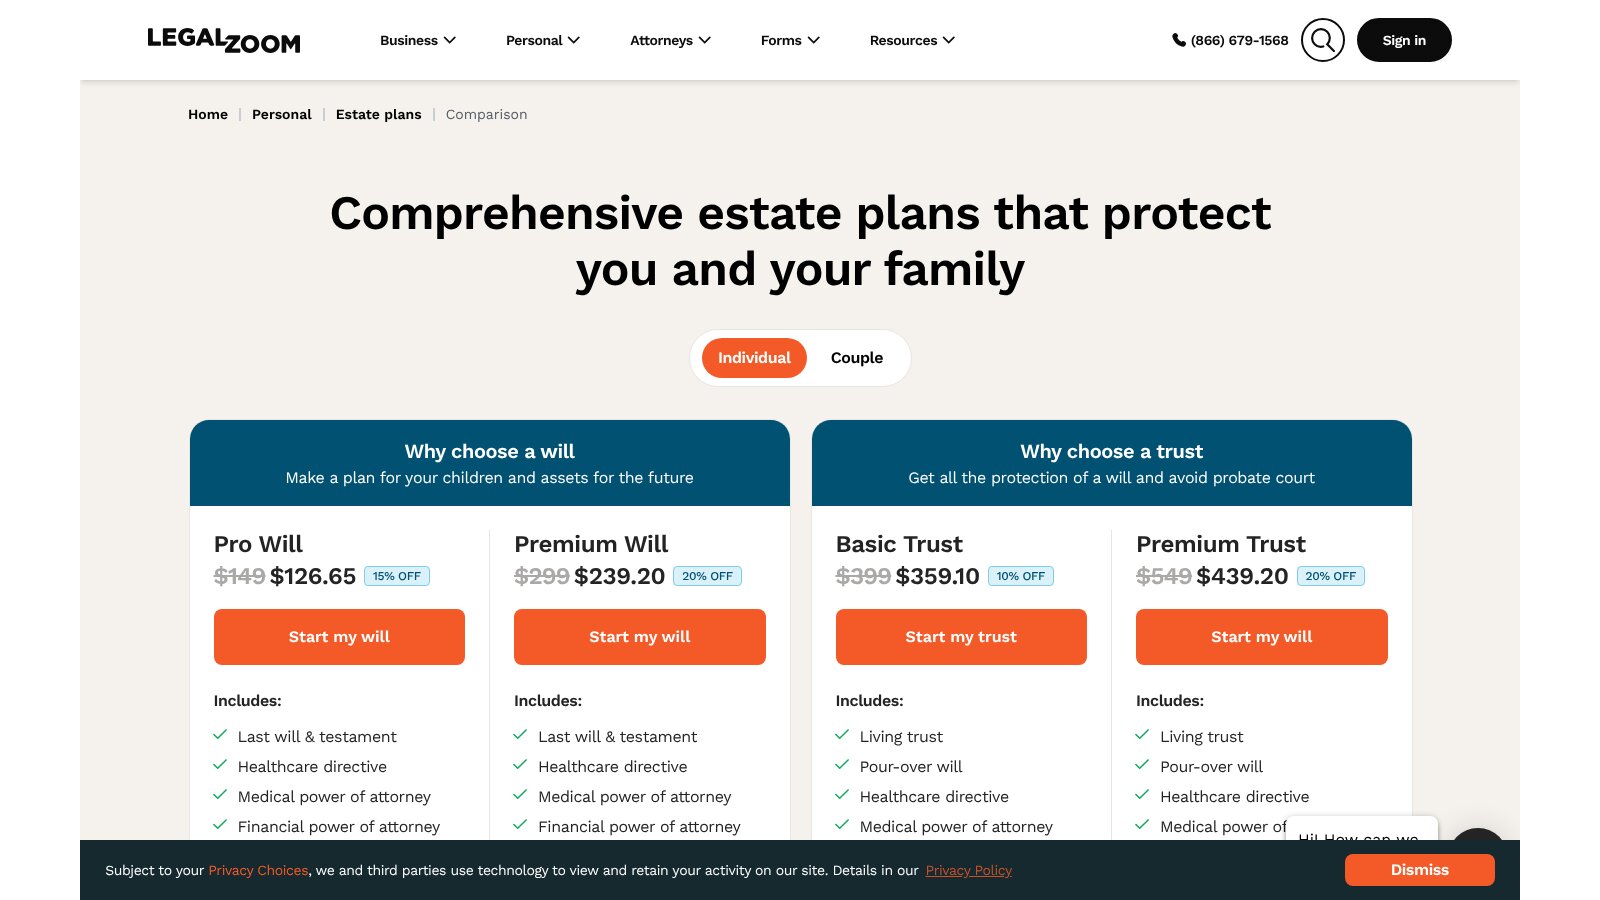 LEGALZOOM
Business
Personal
Attorneys
Forms
Resources
(866) 679-1568
Sign in
Home | Personal | Estate plans | Comparison
Comprehensive estate plans that protect
you and your family
Individual
Couple
Why choose a will
Make a plan for your children and assets for the future
Pro Will
$149 $126.65 15% OFF
Start my will
Includes:
Last will & testament
Healthcare directive
Medical power of attorney
Financial power of attorney
Premium Will
$299 $239.20 20% OFF
Start my will
Includes:
Last will & testament
Healthcare directive
Medical power of attorney
Financial power of attorney
Why choose a trust
Get all the protection of a will and avoid probate court
Basic Trust
$399 $359.10 10% OFF
Start my trust
Includes:
Living trust
Pour-over will
Healthcare directive
Medical power of attorney
Premium Trust
$549 $439.20 20% OFF
Start my will
Includes:
Living trust
Pour-over will
Healthcare directive
Medical power of
Hi! How can we
Subject to your Privacy Choices, we and third parties use technology to view and retain your activity on our site. Details in our Privacy Policy
Dismiss